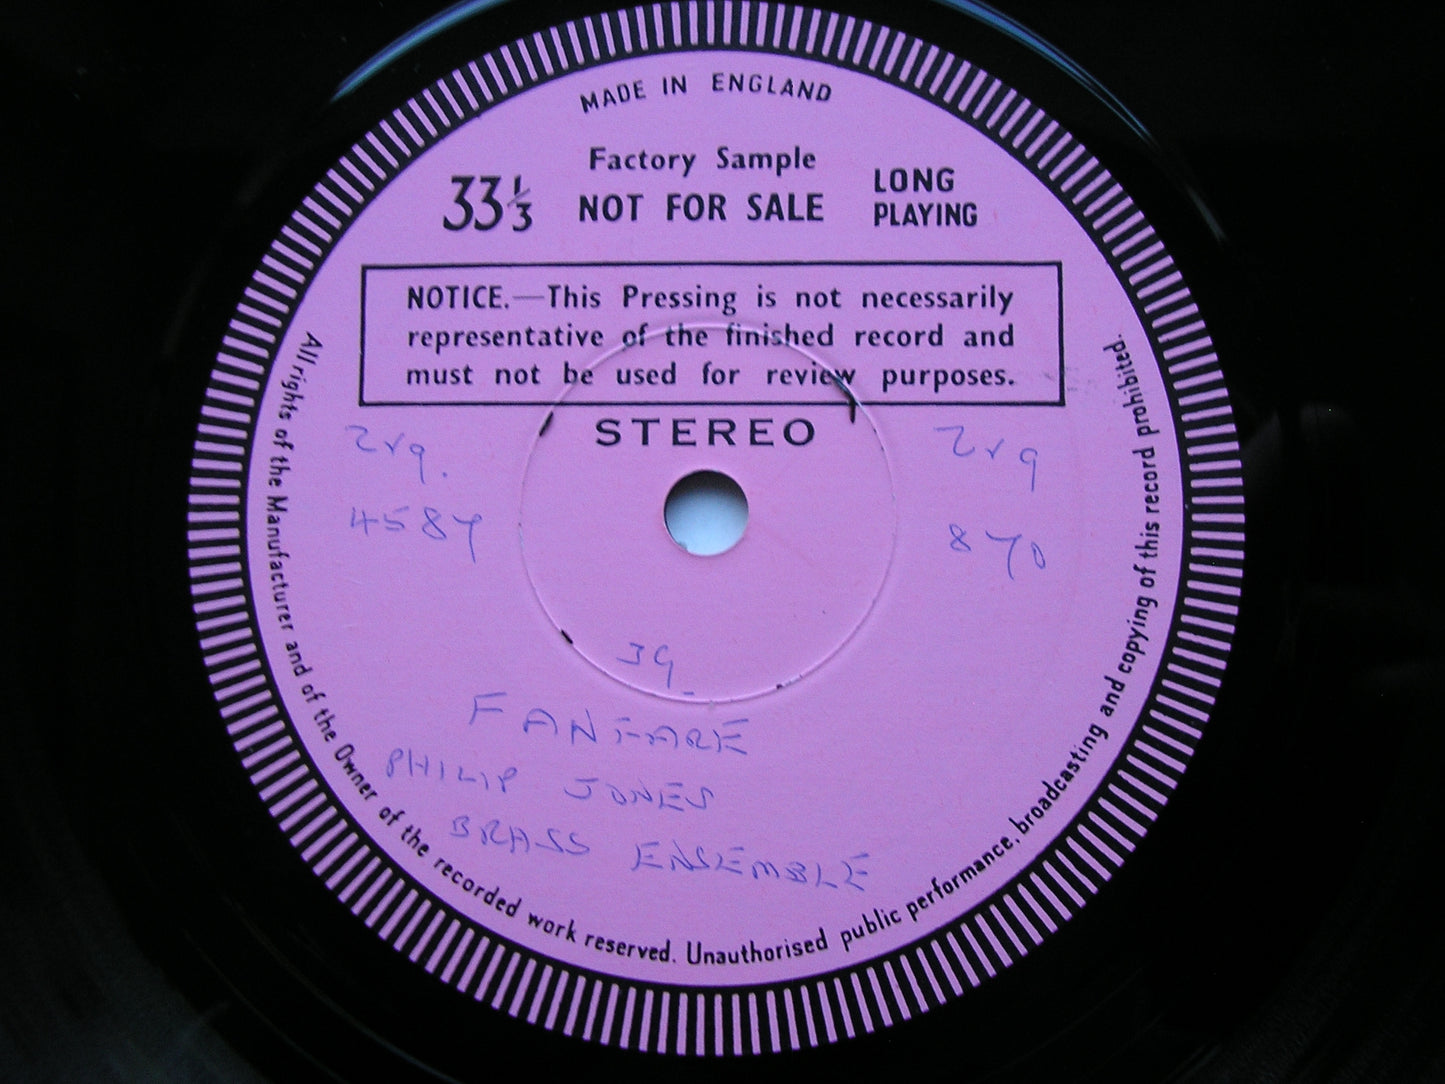 MADE IN ENGLAND
Factory Sample
33 1/3 NOT FOR SALE LONG PLAYING
NOTICE.—This Pressing is not necessarily
representative of the finished record and
must not be used for review purposes.
STEREO
Zrg. Zrg
4587 870
39
FANFARE
PHILIP JONES
BRASS ENSEMBLE
All rights of the Manufacturer and of the Owner of the recorded work reserved. Unauthorised public performance, broadcasting and copying of this record prohibited.